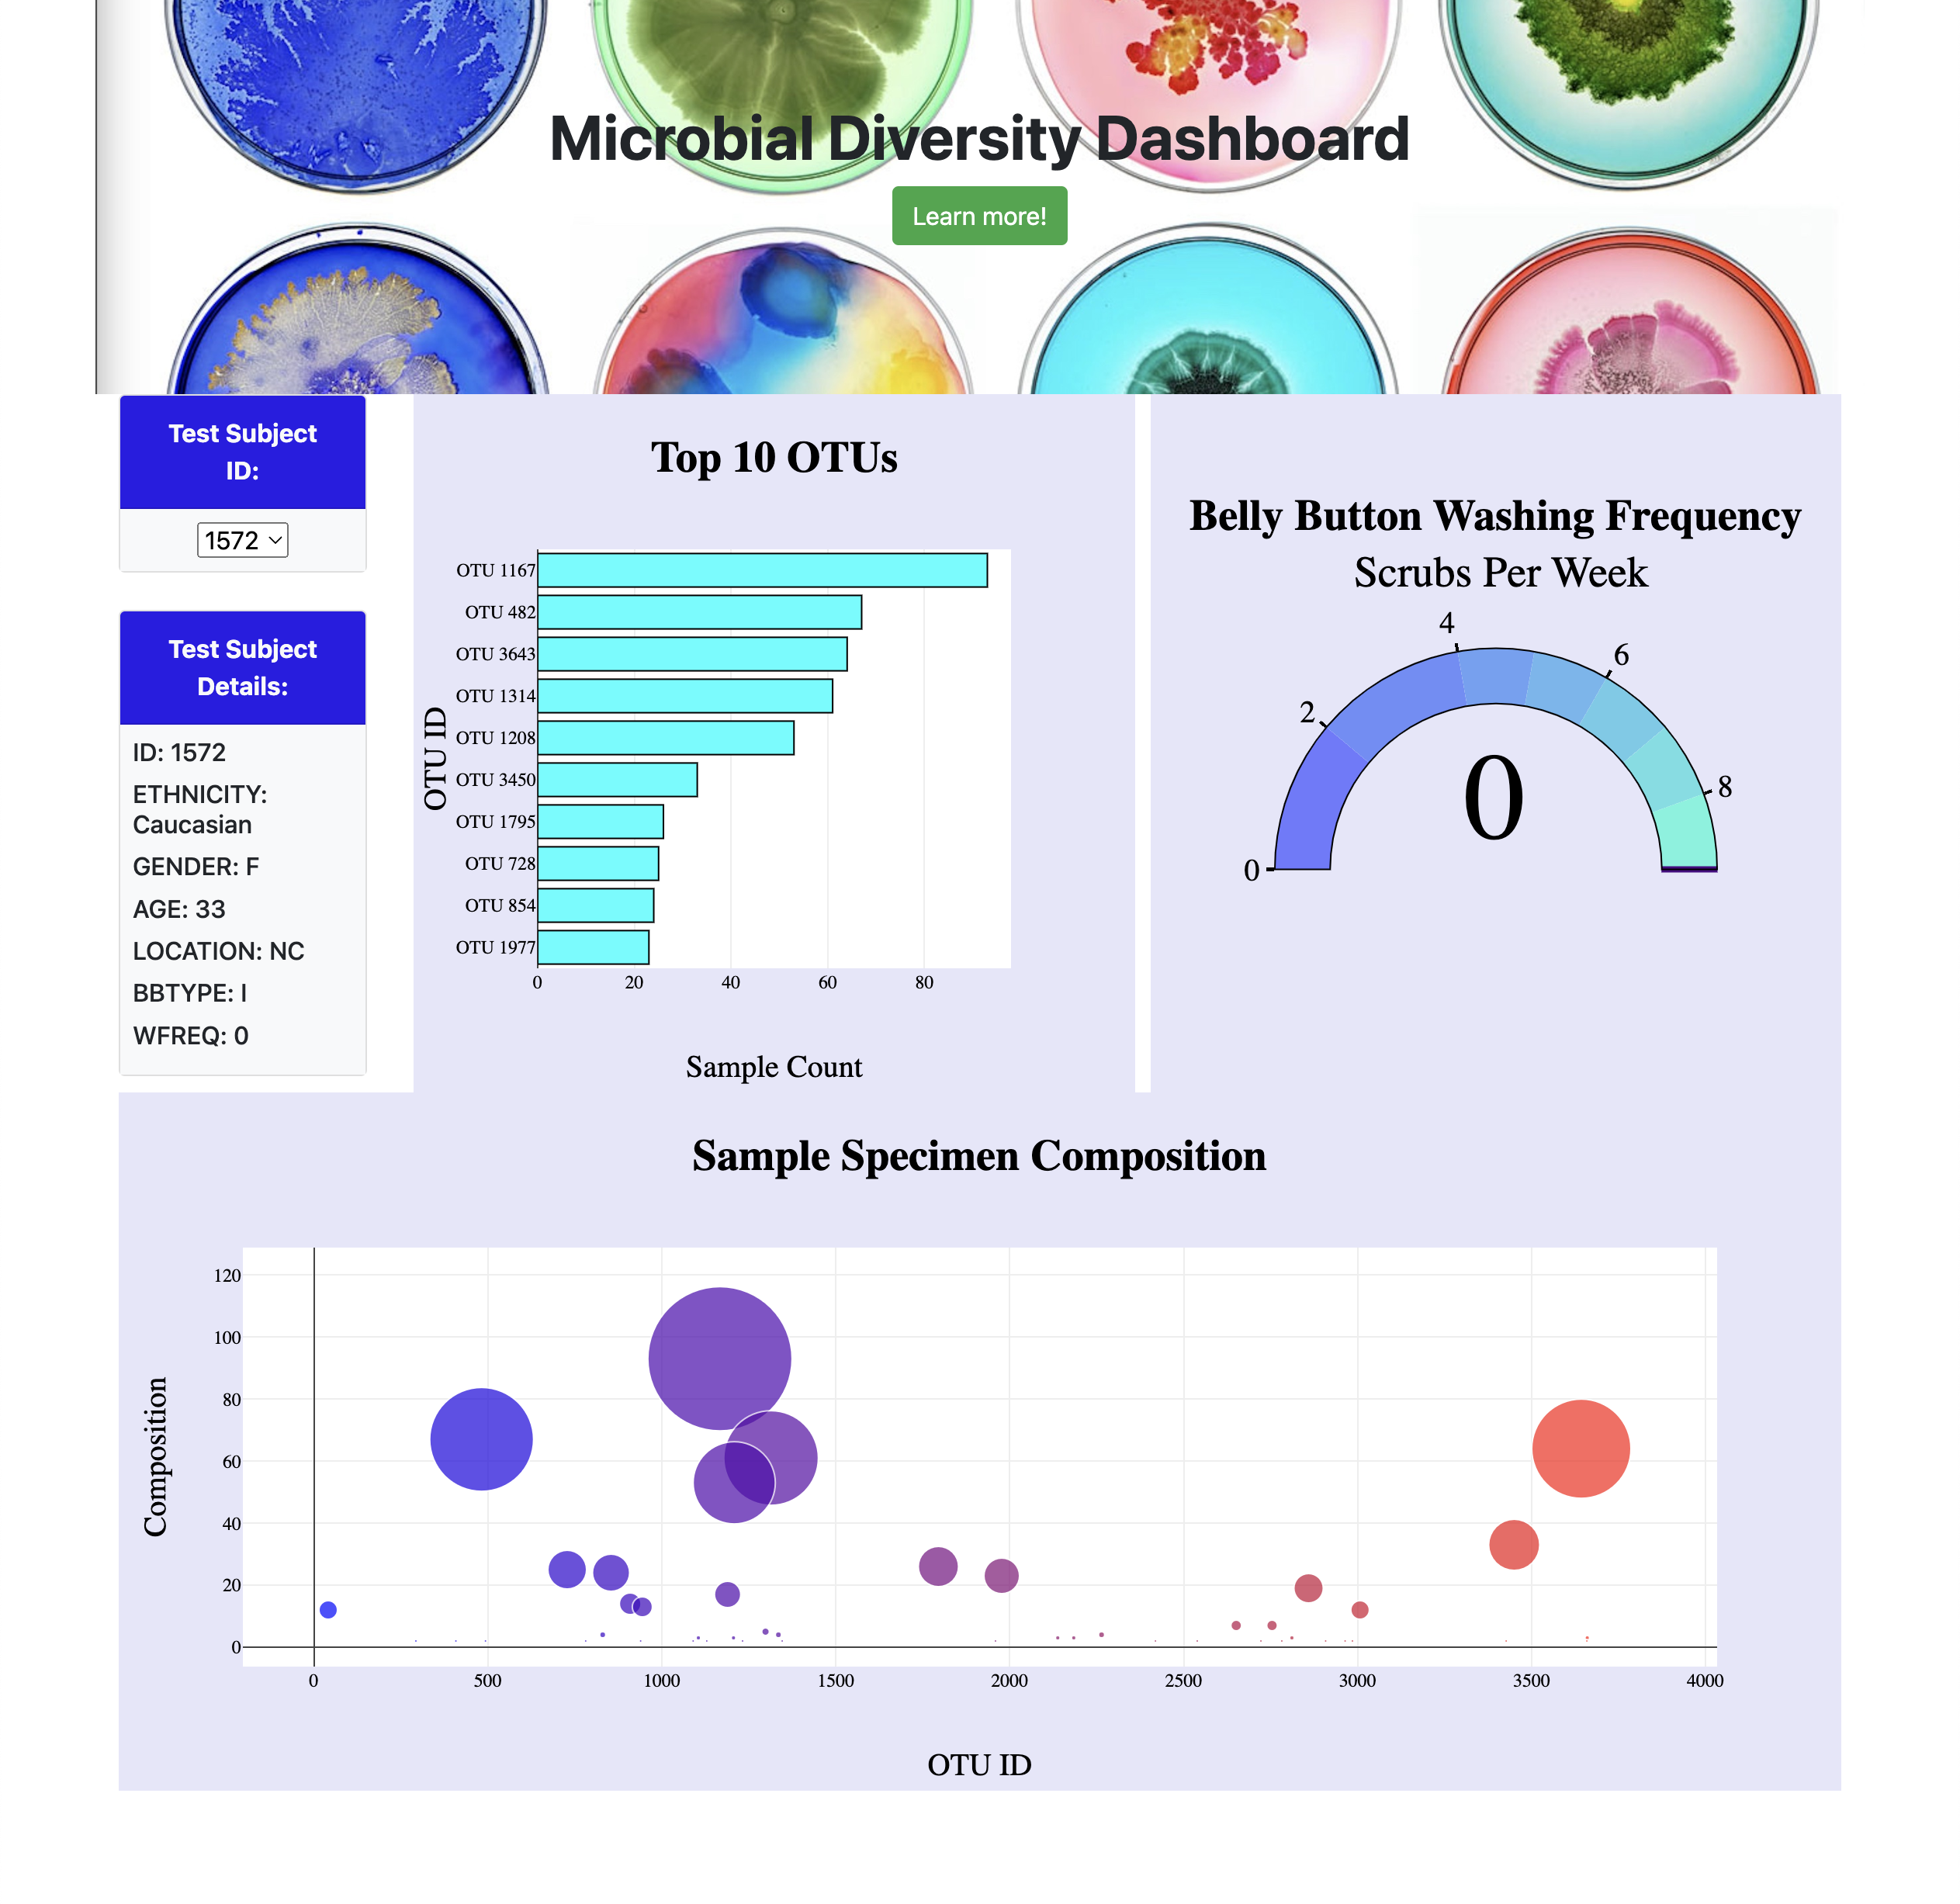 Microbial Diversity Dashboard
Learn more!
Test Subject
ID:
1572
Test Subject
Details:
ID: 1572
ETHNICITY:
Caucasian
GENDER: F
AGE: 33
LOCATION: NC
BBTYPE: I
WFREQ: 0
Top 10 OTUs
OTU ID
OTU 1167
OTU 482
OTU 3643
OTU 1314
OTU 1208
OTU 3450
OTU 1795
OTU 728
OTU 854
OTU 1977
0 20 40 60 80
Sample Count
Belly Button Washing Frequency
Scrubs Per Week
0
2
4
6
8
0
Sample Specimen Composition
Composition
120
100
80
60
40
20
0
0 500 1000 1500 2000 2500 3000 3500 4000
OTU ID